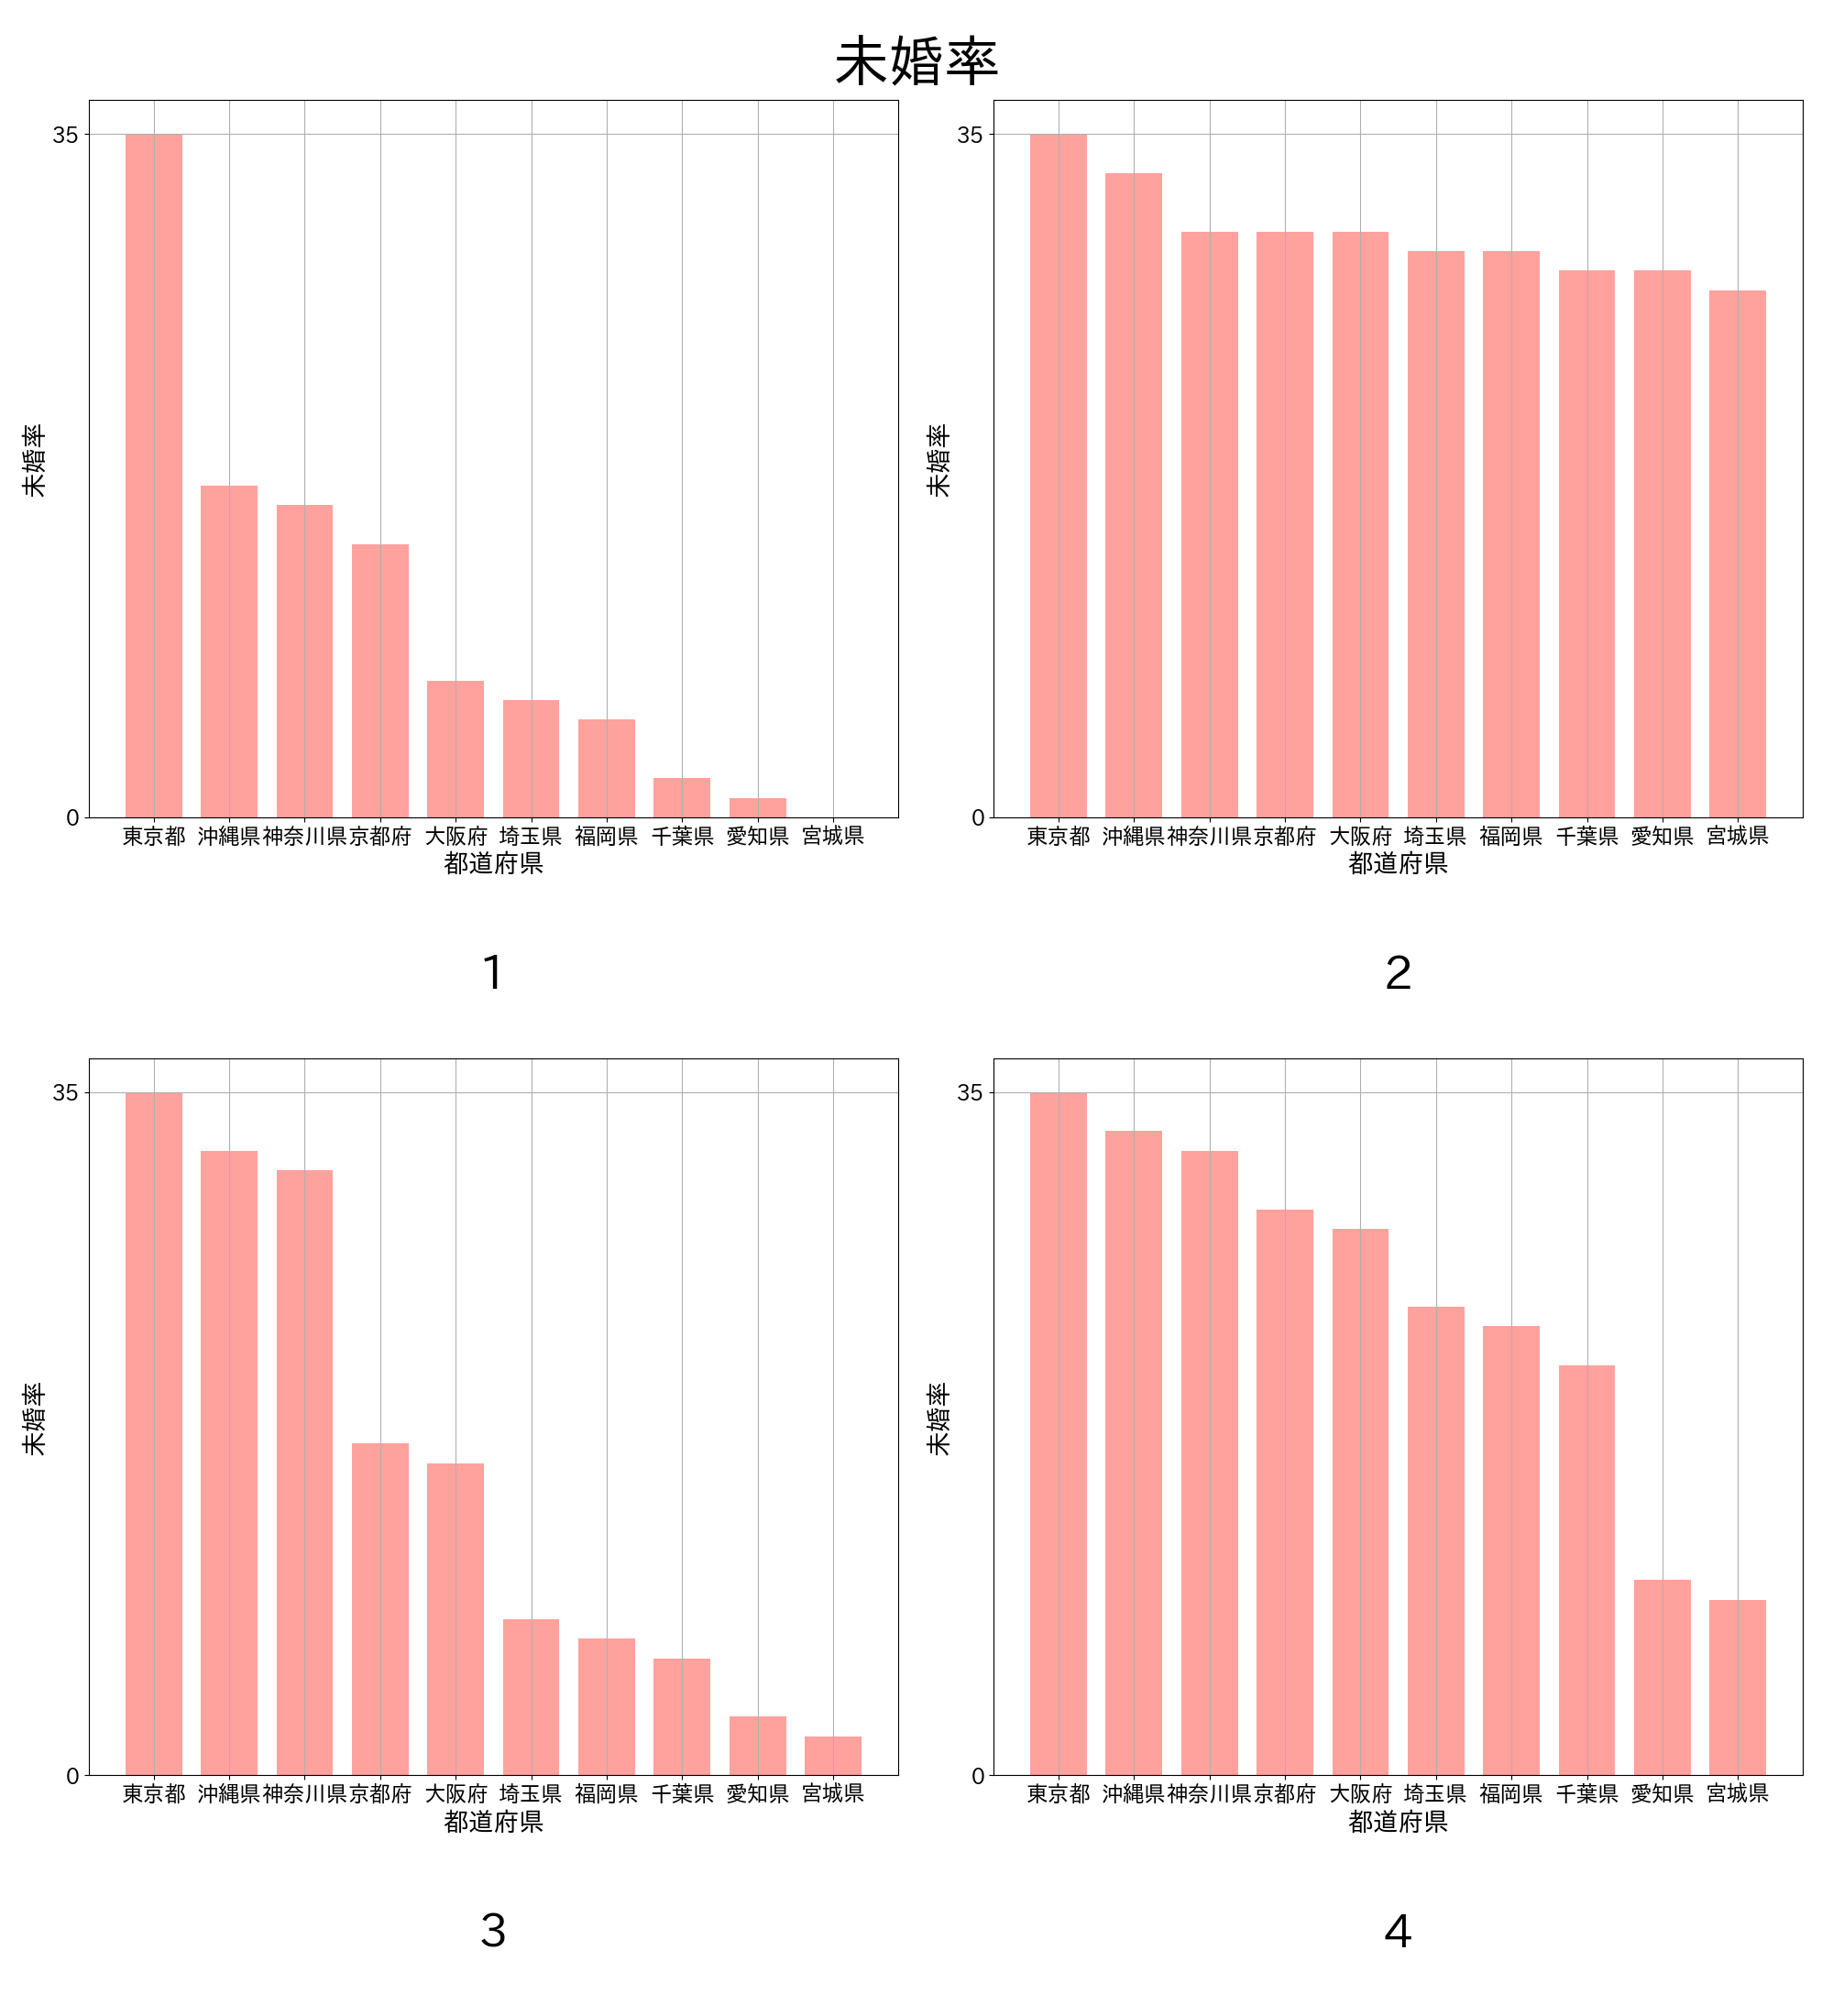 未婚率
35
0
未婚率
東京都 沖縄県 神奈川県 京都府 大阪府 埼玉県 福岡県 千葉県 愛知県 宮城県
都道府県
1
35
0
未婚率
東京都 沖縄県 神奈川県 京都府 大阪府 埼玉県 福岡県 千葉県 愛知県 宮城県
都道府県
2
35
0
未婚率
東京都 沖縄県 神奈川県 京都府 大阪府 埼玉県 福岡県 千葉県 愛知県 宮城県
都道府県
3
35
0
未婚率
東京都 沖縄県 神奈川県 京都府 大阪府 埼玉県 福岡県 千葉県 愛知県 宮城県
都道府県
4